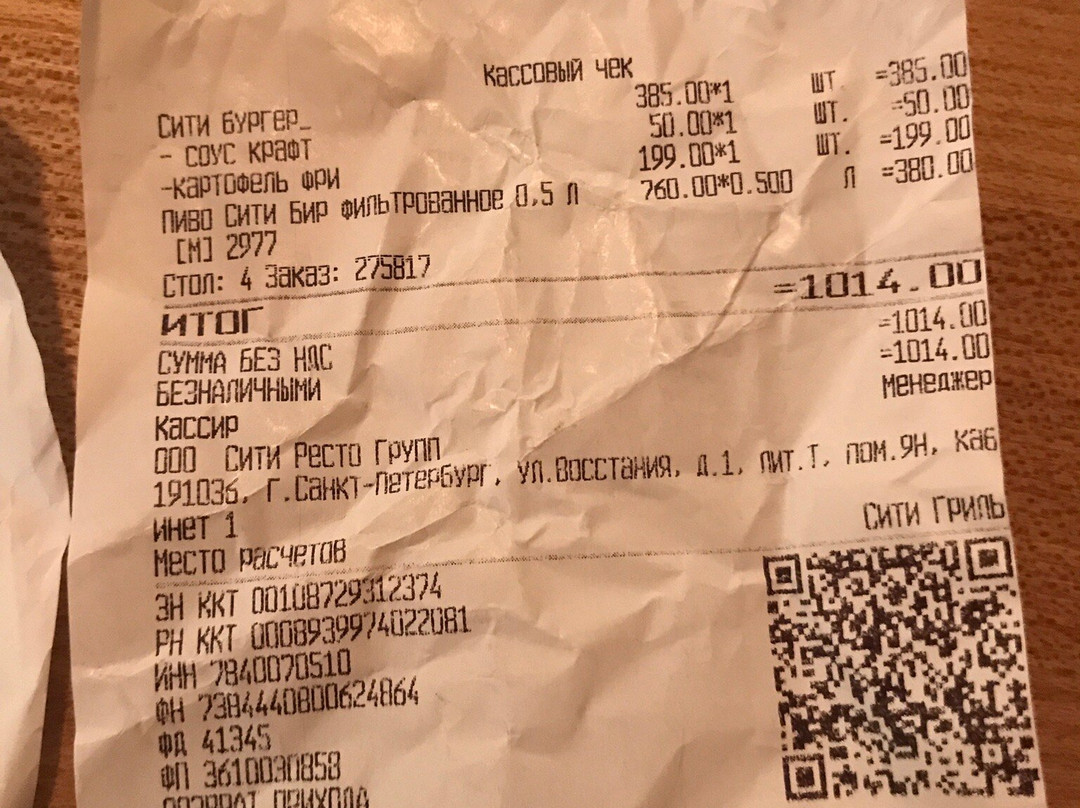 Кассовый чек
Сити Бургер_ 385.00*1 шт. =385.00
- Соус Крафт 50.00*1 шт. =50.00
-Картофель фри 199.00*1 шт. =199.00
Пиво Сити Бир фильтрованное 0,5 л 760.00*0.500 л =380.00
[М] 2977
Стол: 4 Заказ: 275817
ИТОГ =1014.00
СУММА БЕЗ НДС =1014.00
БЕЗНАЛИЧНЫМИ =1014.00
Кассир Менеджер
ООО Сити Ресто Групп
191036, г.Санкт-Петербург, ул.Восстания, д.1, лит.Т, пом.9Н, каб
инет 1
Место расчетов Сити Гриль
ЗН ККТ 00108729312374
РН ККТ 0008939974022081
ИНН 7840070510
ФН 7384440800624864
ФД 41345
ФП 3610030858
ВОЗВРАТ ПРИХОДА